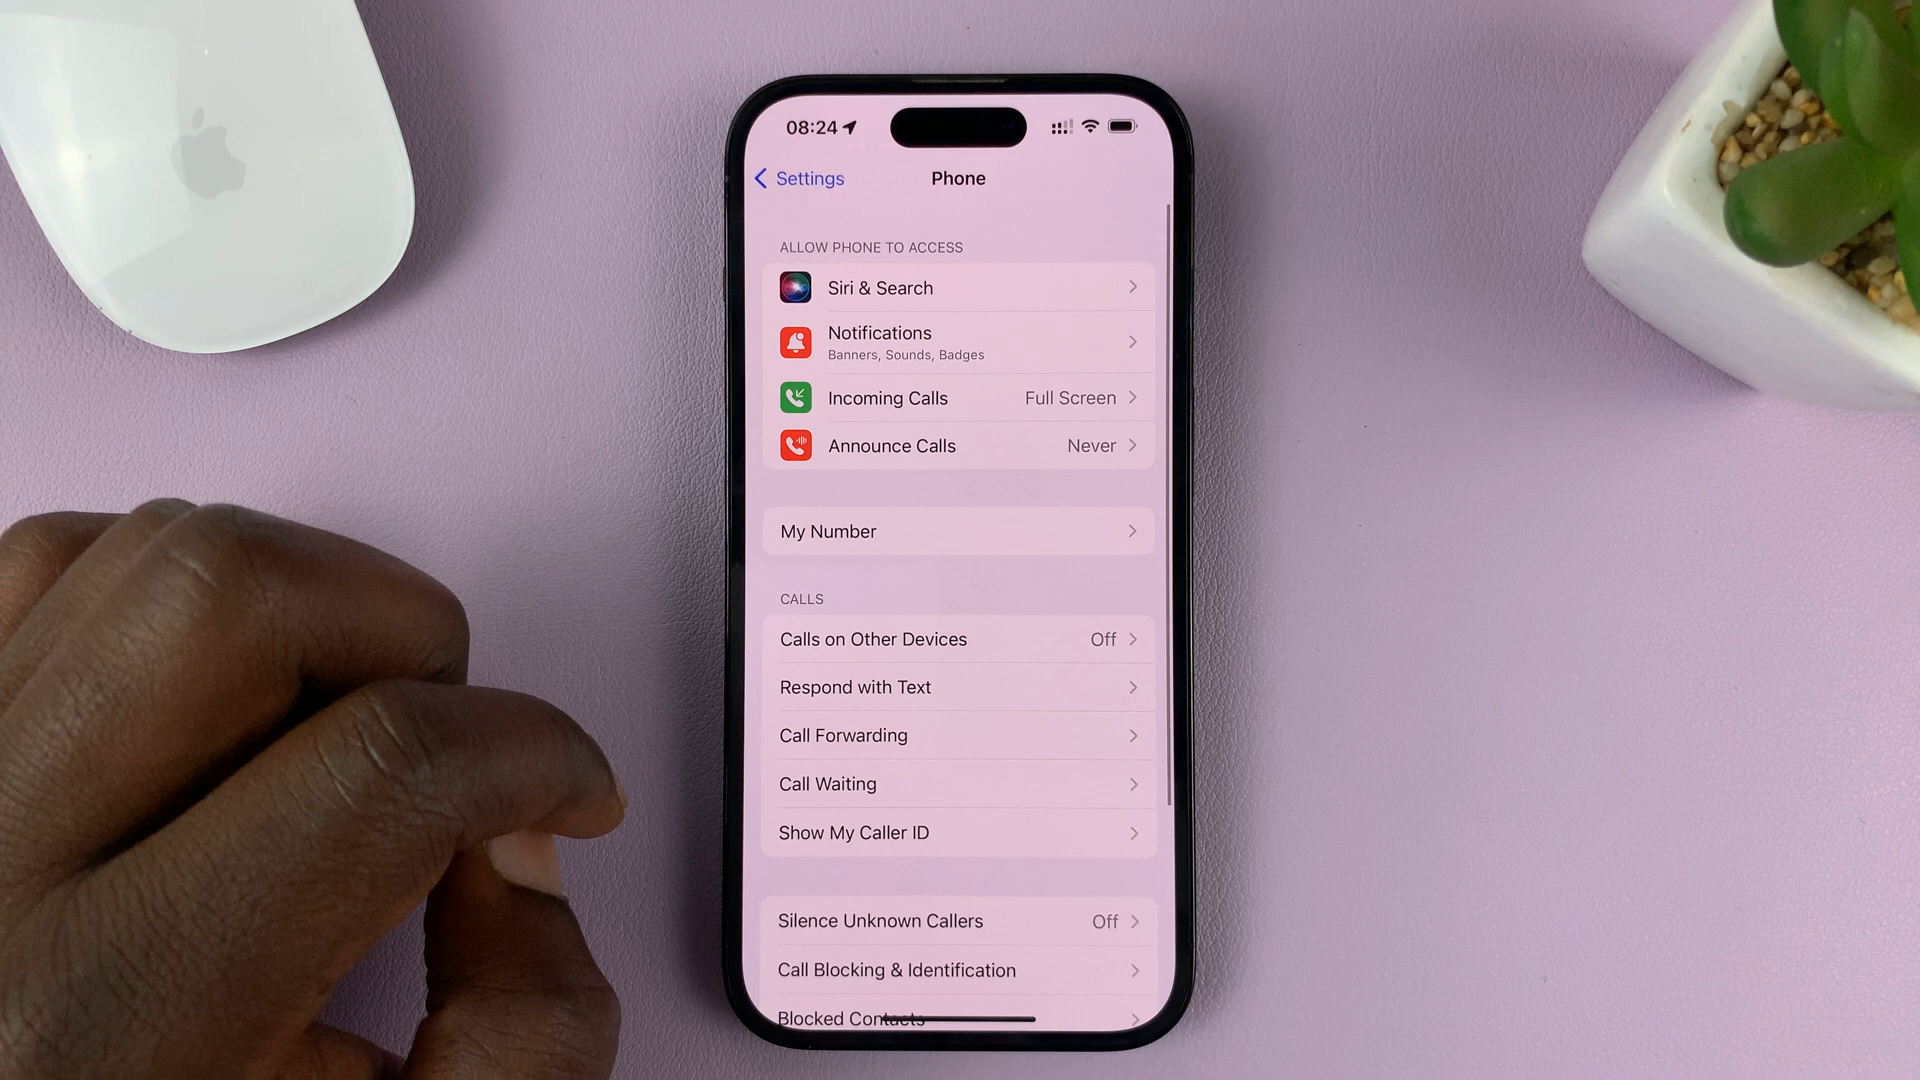 08:24
Settings
Phone
ALLOW PHONE TO ACCESS
Siri & Search
Notifications
Banners, Sounds, Badges
Incoming Calls Full Screen
Announce Calls Never
My Number
CALLS
Calls on Other Devices Off
Respond with Text
Call Forwarding
Call Waiting
Show My Caller ID
Silence Unknown Callers Off
Call Blocking & Identification
Blocked Contacts